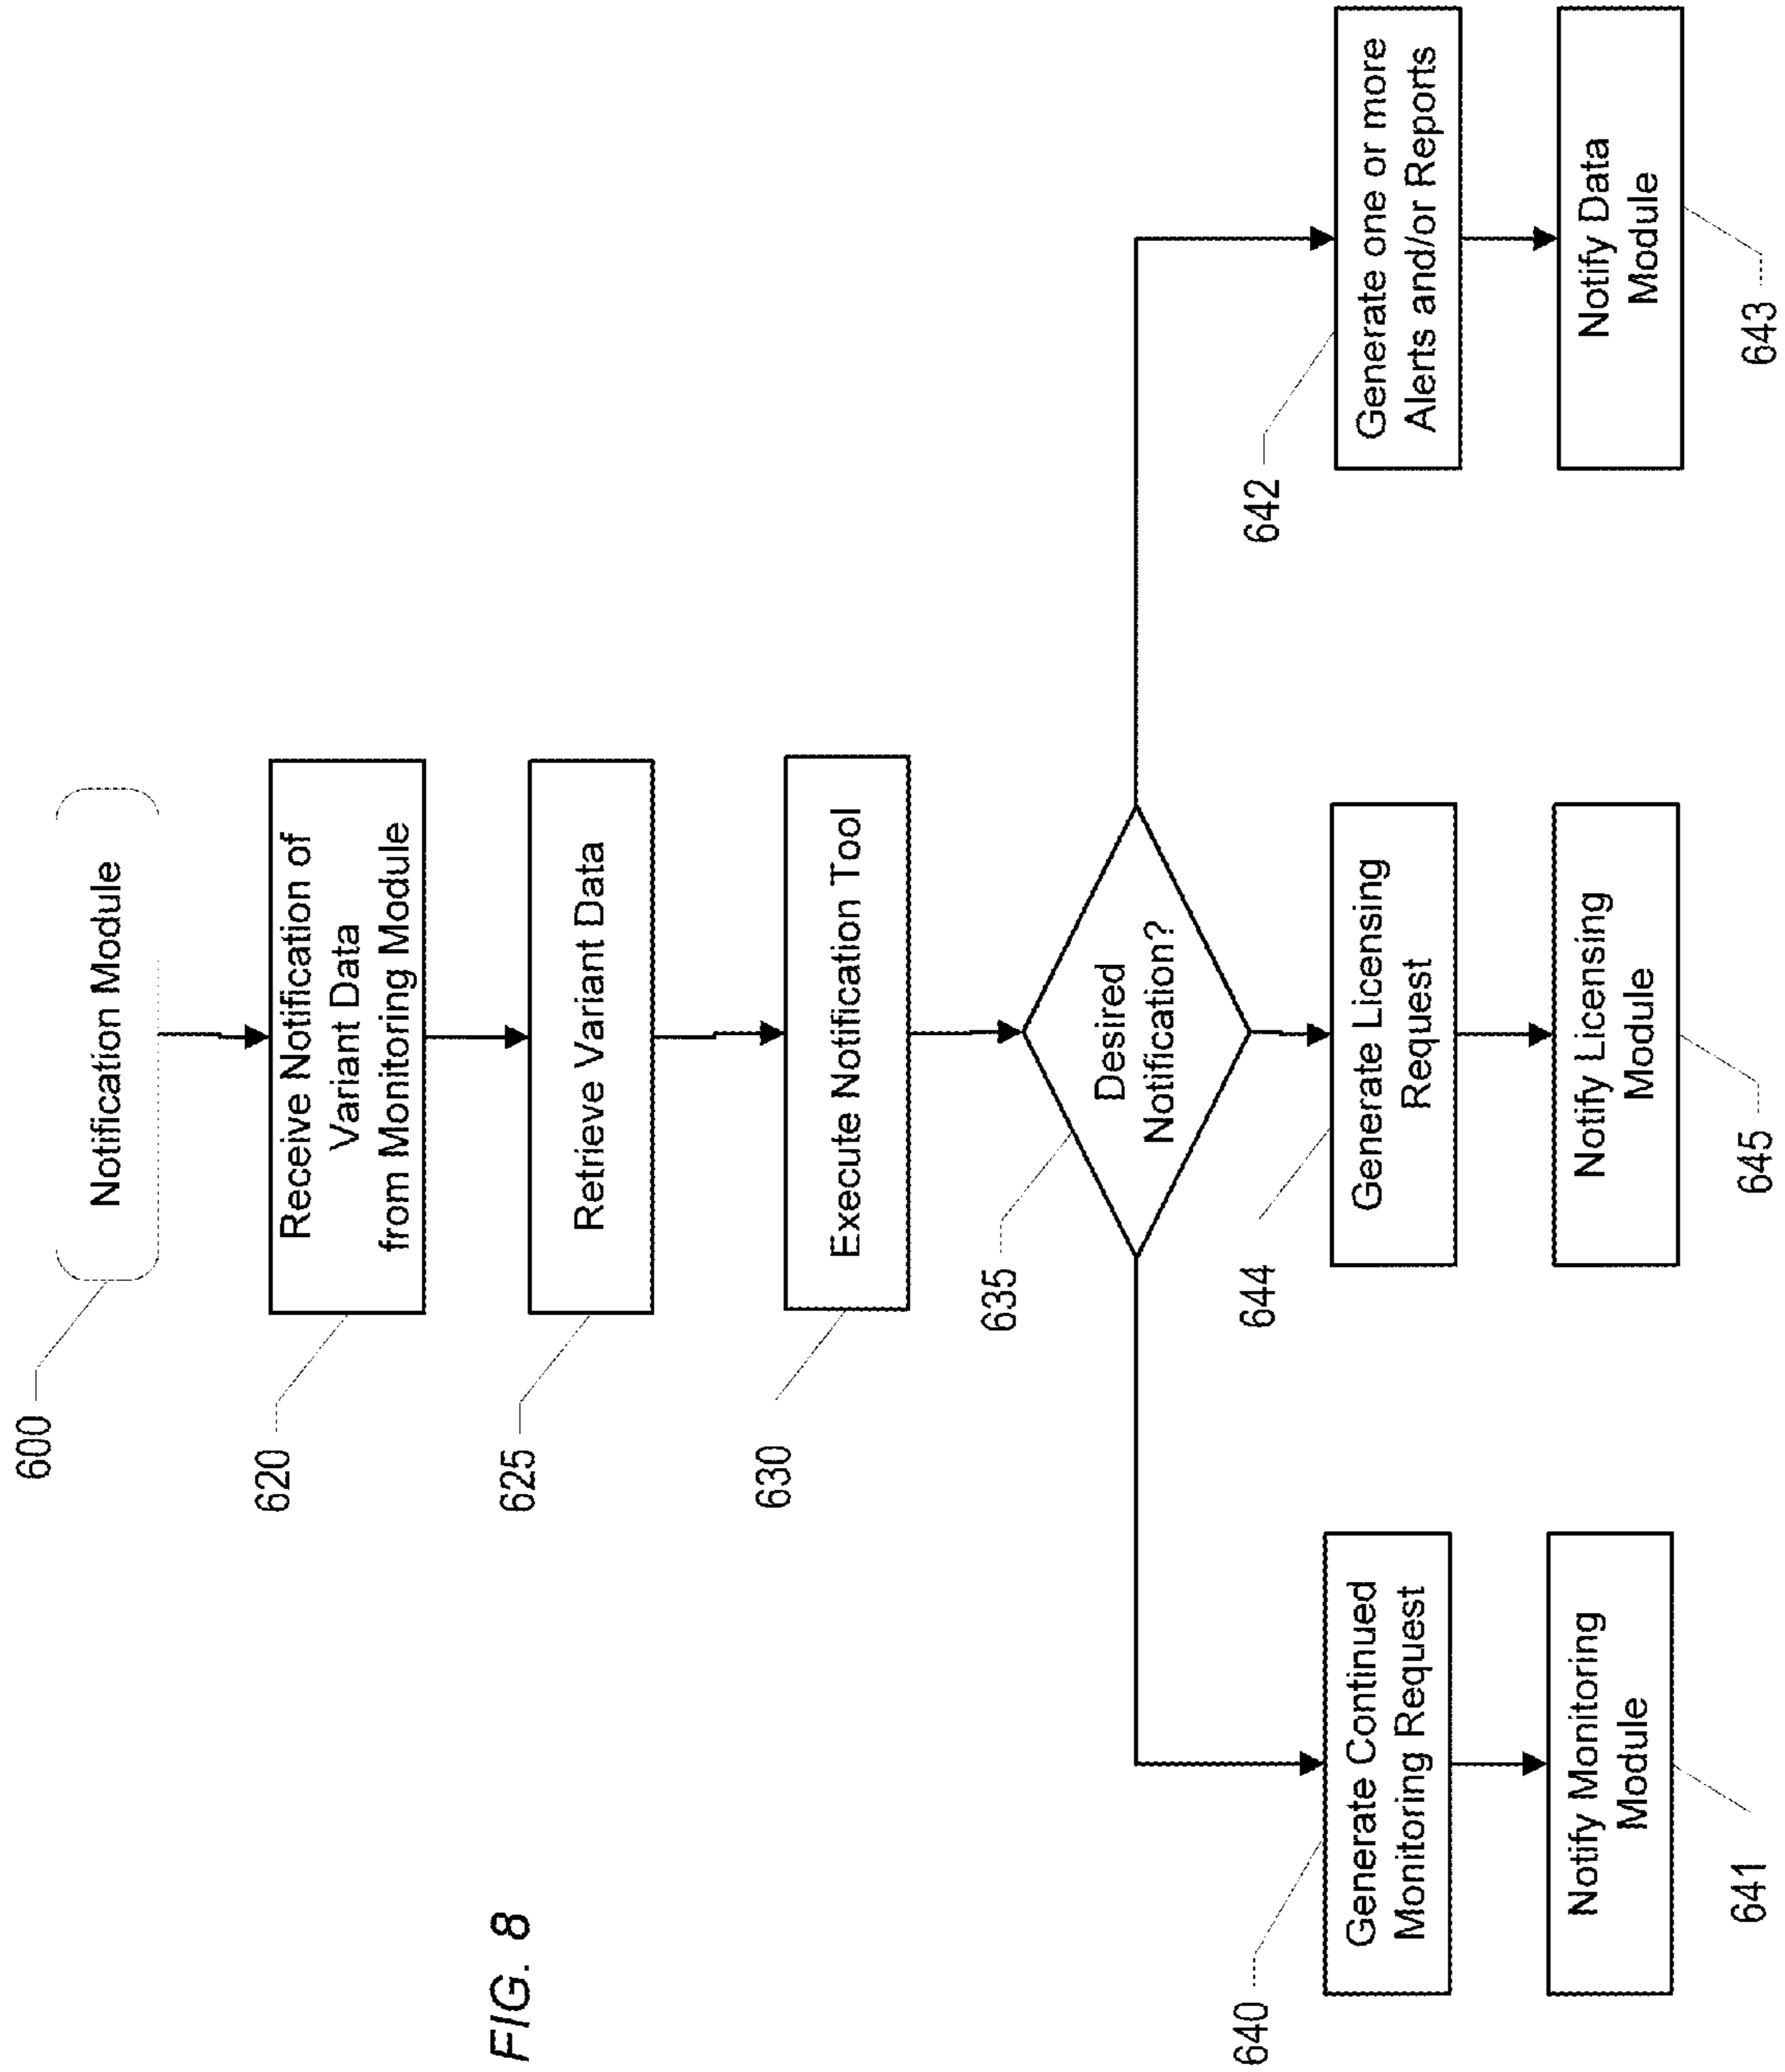 600
Notification Module
620
Receive Notification of
Variant Data
from Monitoring Module
625
Retrieve Variant Data
630
Execute Notification Tool
635
Desired
Notification?
640
Generate Continued
Monitoring Request
644
Generate Licensing
Request
642
Generate one or more
Alerts and/or Reports
Notify Monitoring
Module
641
Notify Licensing
Module
645
Notify Data
Module
643
FIG. 8